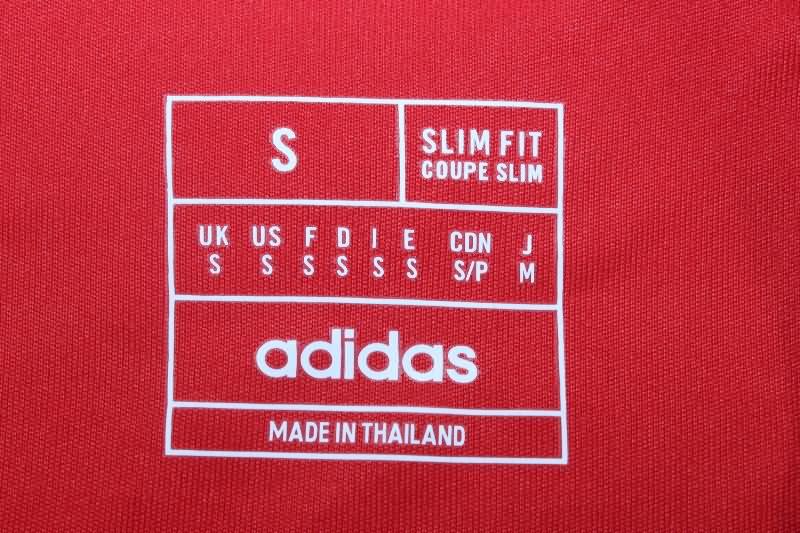 S
SLIM FIT
COUPE SLIM
UK US F D I E CDN J
S S S S S S S/P M
adidas
MADE IN THAILAND